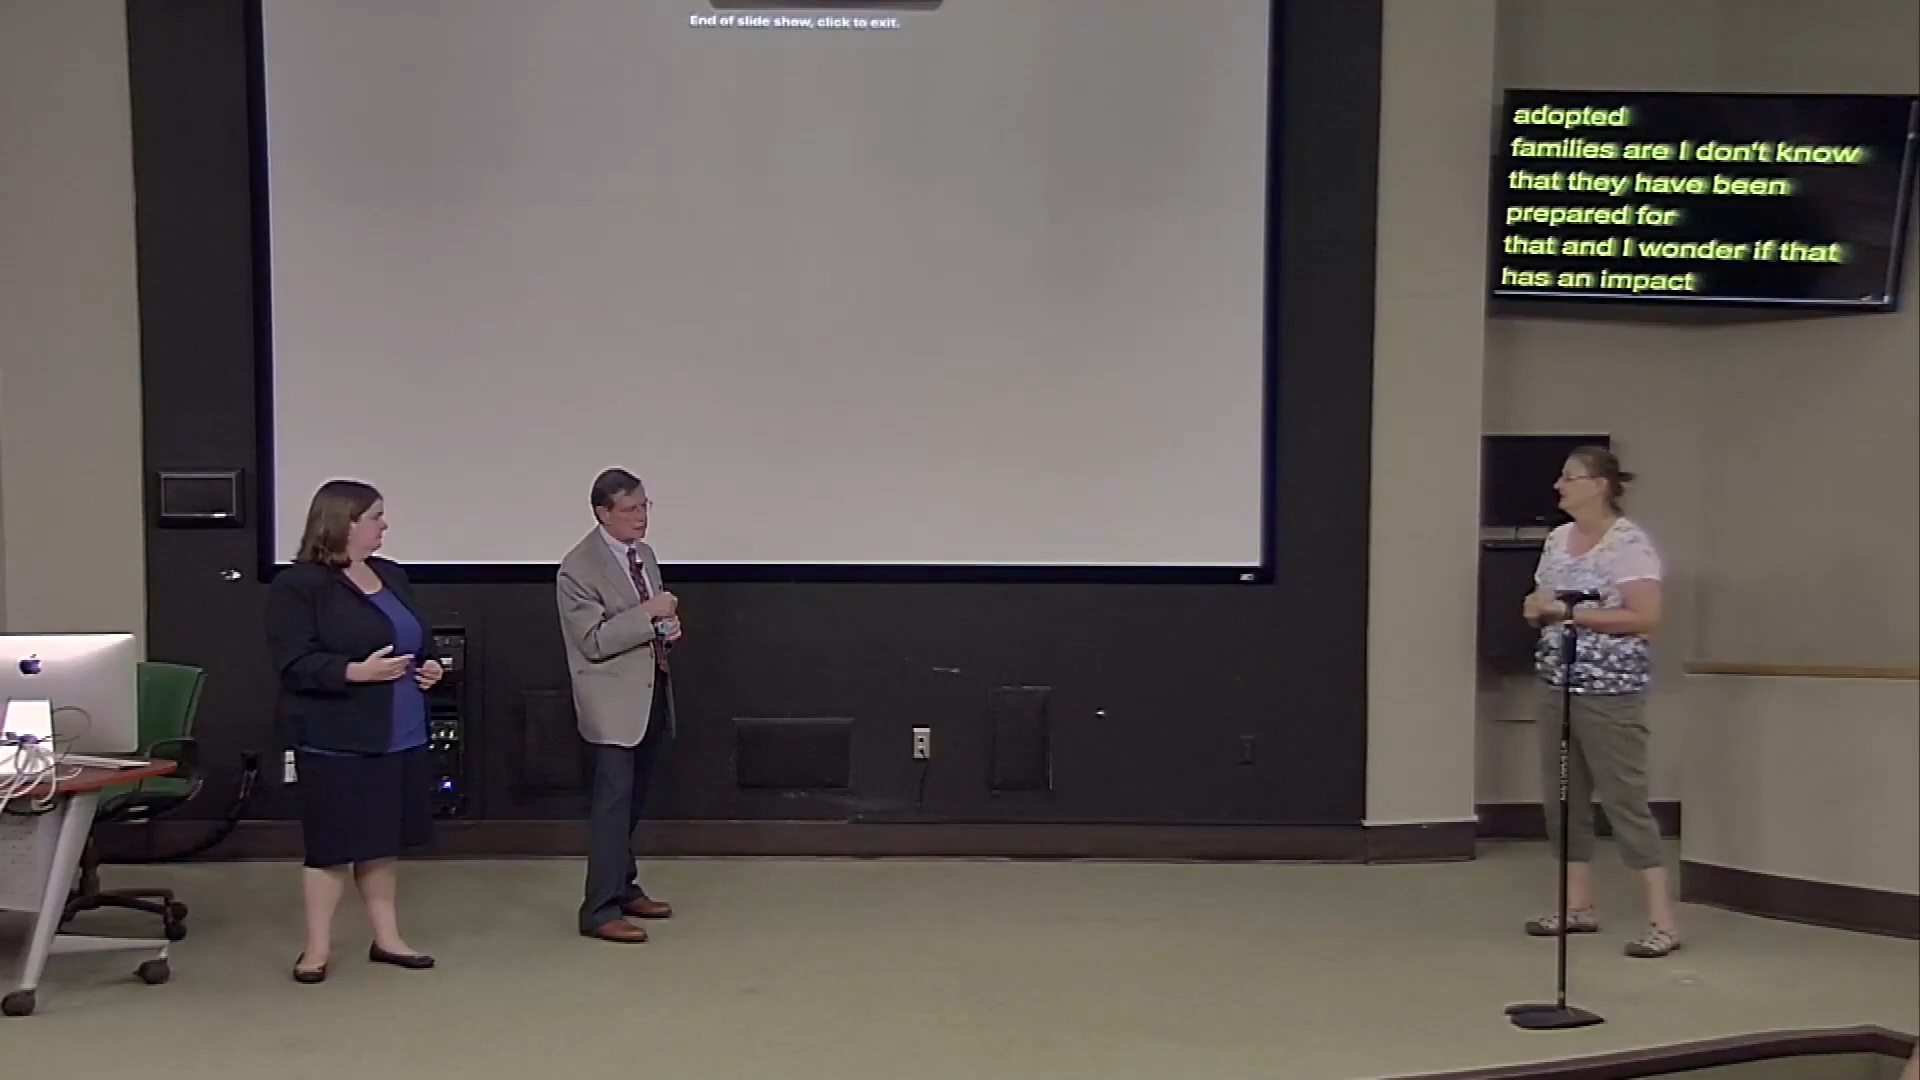 End of slide show, click to exit.
adopted
families are I don't know
that they have been
prepared for
that and I wonder if that
has an impact